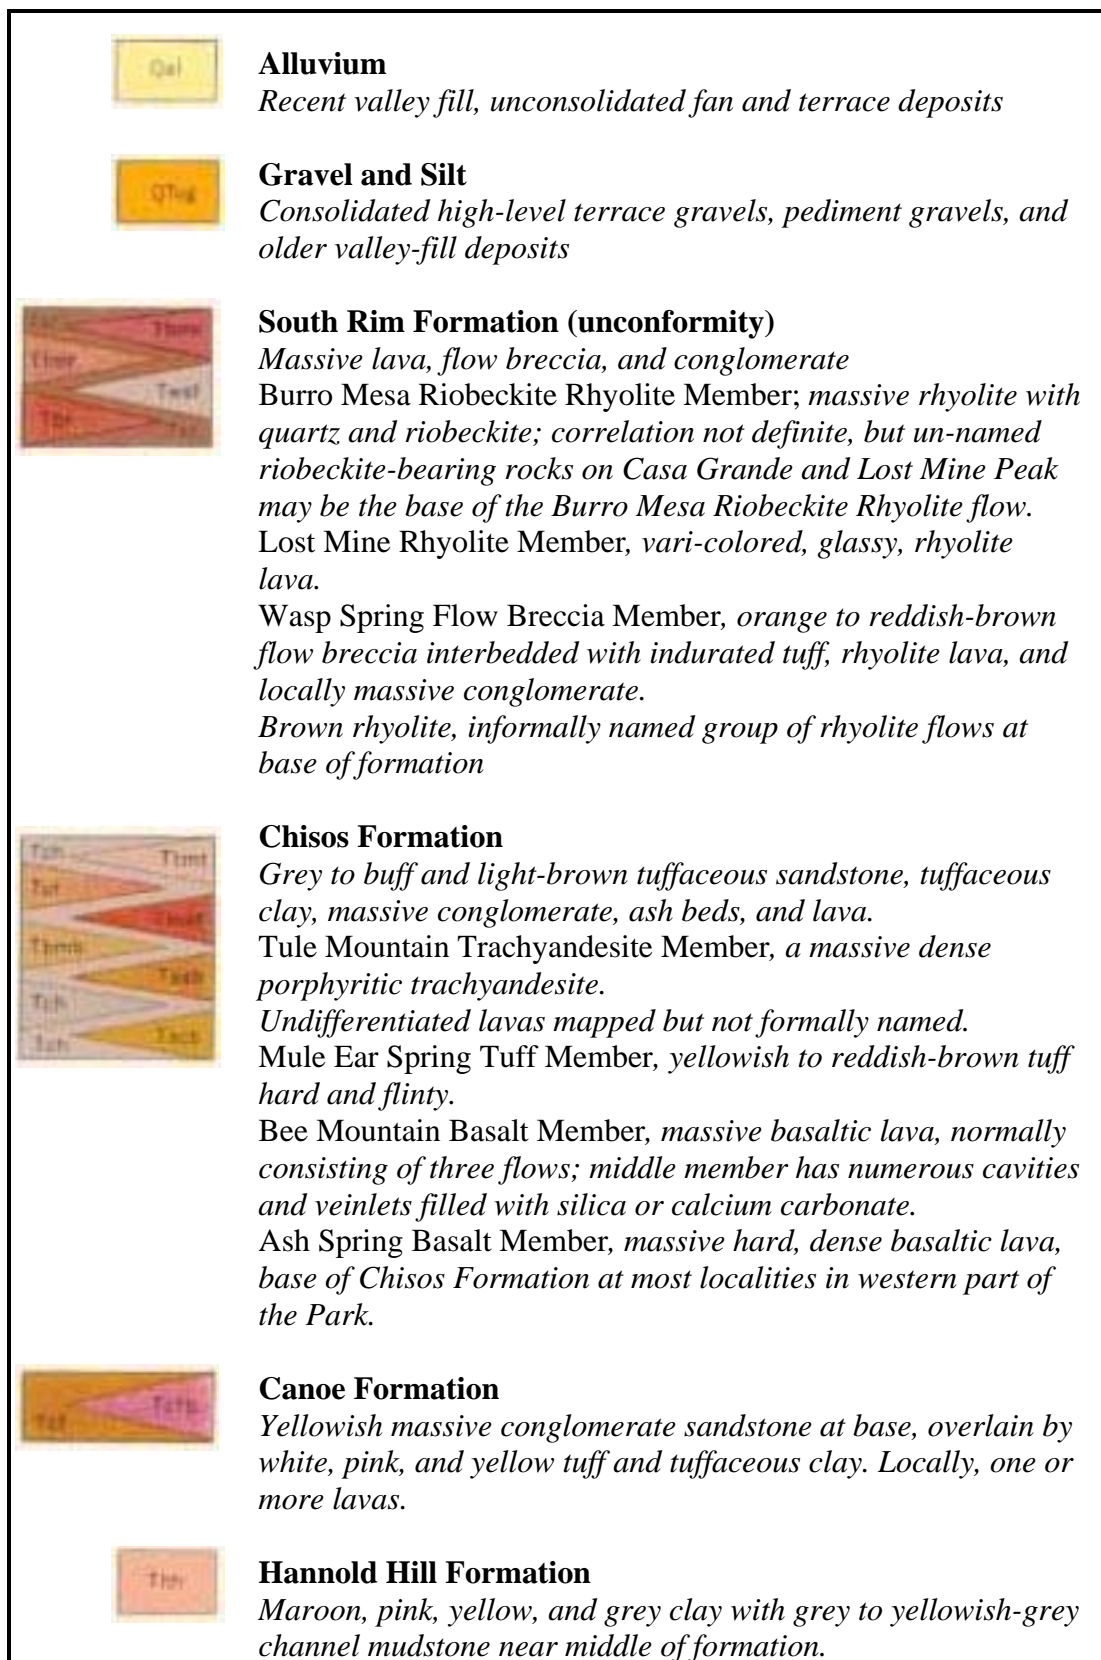 Qal
Alluvium
Recent valley fill, unconsolidated fan and terrace deposits
QTog
Gravel and Silt
Consolidated high-level terrace gravels, pediment gravels, and
older valley-fill deposits
South Rim Formation (unconformity)
Massive lava, flow breccia, and conglomerate
Burro Mesa Riobeckite Rhyolite Member; massive rhyolite with
quartz and riobeckite; correlation not definite, but un-named
riobeckite-bearing rocks on Casa Grande and Lost Mine Peak
may be the base of the Burro Mesa Riobeckite Rhyolite flow.
Lost Mine Rhyolite Member, vari-colored, glassy, rhyolite
lava.
Wasp Spring Flow Breccia Member, orange to reddish-brown
flow breccia interbedded with indurated tuff, rhyolite lava, and
locally massive conglomerate.
Brown rhyolite, informally named group of rhyolite flows at
base of formation
Chisos Formation
Grey to buff and light-brown tuffaceous sandstone, tuffaceous
clay, massive conglomerate, ash beds, and lava.
Tule Mountain Trachyandesite Member, a massive dense
porphyritic trachyandesite.
Undifferentiated lavas mapped but not formally named.
Mule Ear Spring Tuff Member, yellowish to reddish-brown tuff
hard and flinty.
Bee Mountain Basalt Member, massive basaltic lava, normally
consisting of three flows; middle member has numerous cavities
and veinlets filled with silica or calcium carbonate.
Ash Spring Basalt Member, massive hard, dense basaltic lava,
base of Chisos Formation at most localities in western part of
the Park.
Canoe Formation
Yellowish massive conglomerate sandstone at base, overlain by
white, pink, and yellow tuff and tuffaceous clay. Locally, one or
more lavas.
Thh
Hannold Hill Formation
Maroon, pink, yellow, and grey clay with grey to yellowish-grey
channel mudstone near middle of formation.